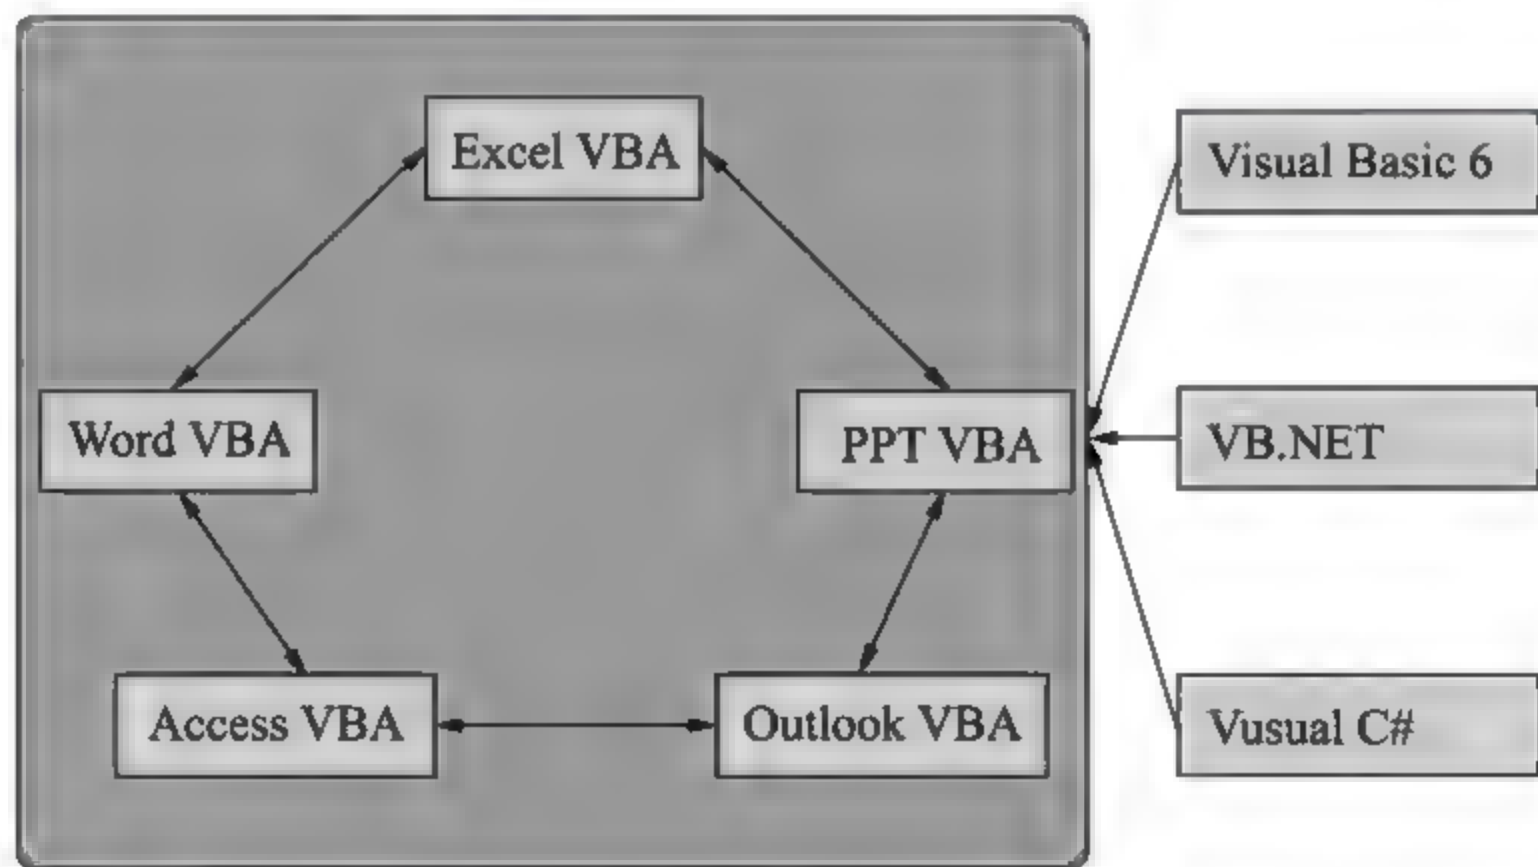 Excel VBA
Visual Basic 6
Word VBA
PPT VBA
VB.NET
Access VBA
Outlook VBA
Vusual C#